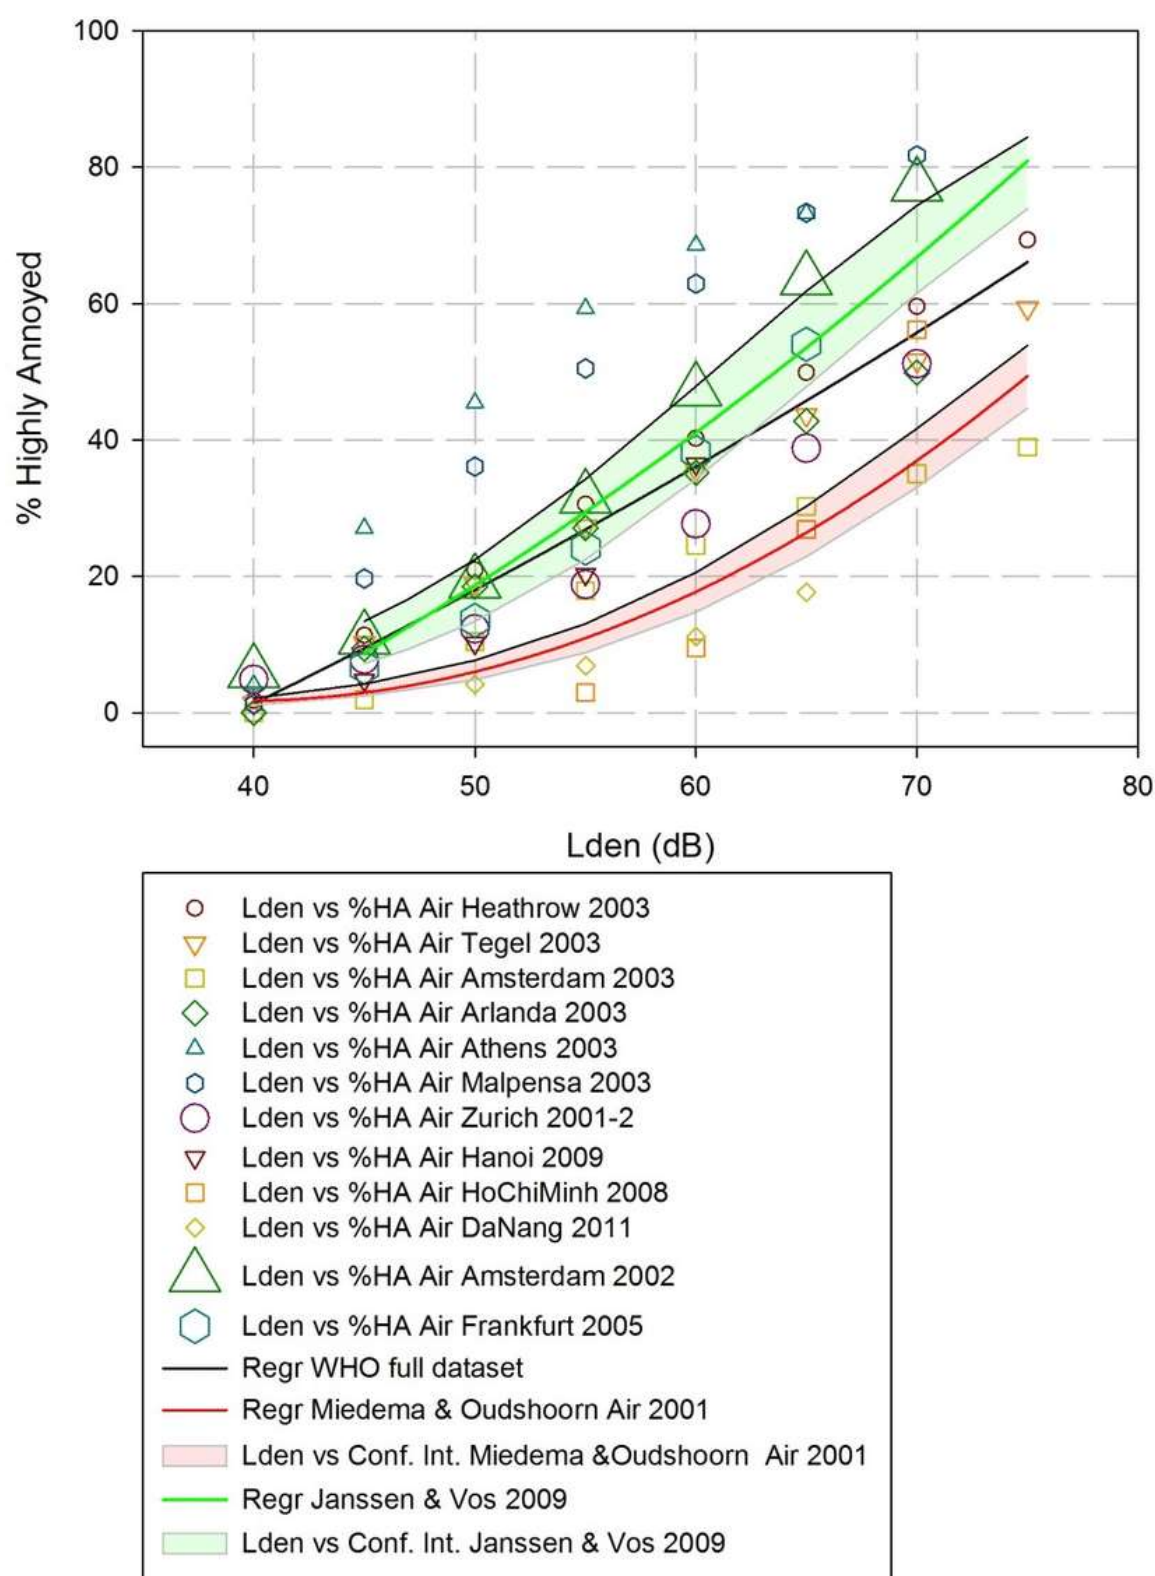 100
80
60
40
20
0
% Highly Annoyed
40 50 60 70 80
Lden (dB)
Lden vs %HA Air Heathrow 2003
Lden vs %HA Air Tegel 2003
Lden vs %HA Air Amsterdam 2003
Lden vs %HA Air Arlanda 2003
Lden vs %HA Air Athens 2003
Lden vs %HA Air Malpensa 2003
Lden vs %HA Air Zurich 2001-2
Lden vs %HA Air Hanoi 2009
Lden vs %HA Air HoChiMinh 2008
Lden vs %HA Air DaNang 2011
Lden vs %HA Air Amsterdam 2002
Lden vs %HA Air Frankfurt 2005
Regr WHO full dataset
Regr Miedema & Oudshoorn Air 2001
Lden vs Conf. Int. Miedema &Oudshoorn Air 2001
Regr Janssen & Vos 2009
Lden vs Conf. Int. Janssen & Vos 2009